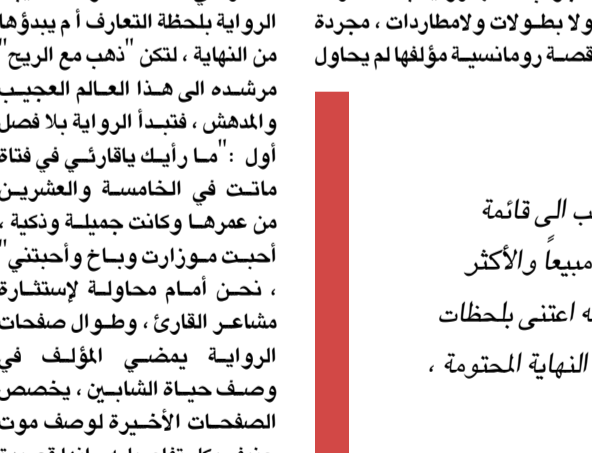 ولا بطولات ولامطاردات ، مجردة
قصة رومانسية مؤلفها لم يحاول
ب الى قائمة
مبيعاً والأكثر
ه اعتنى بلحظات
النهاية المحتومة ،
الرواية بلحظة التعارف أ م يبدؤها
من النهاية ، لتكن "ذهب مع الريح"
مرشده الى هذا العالم العجيب
والمدهش ، فتبدأ الرواية بلا فصل
أول :"ما رأيك ياقارئي في فتاة
ماتت في الخامسة والعشرين
من عمرها وكانت جميلة وذكية ،
أحبت موزارت وباخ وأحبتني"
، نحن أمام محاولة لإستثارة
مشاعر القارئ ، وطوال صفحات
الرواية يمضي المؤلف في
وصف حياة الشابين ، يخصص
الصفحات الأخيرة لوصف موت